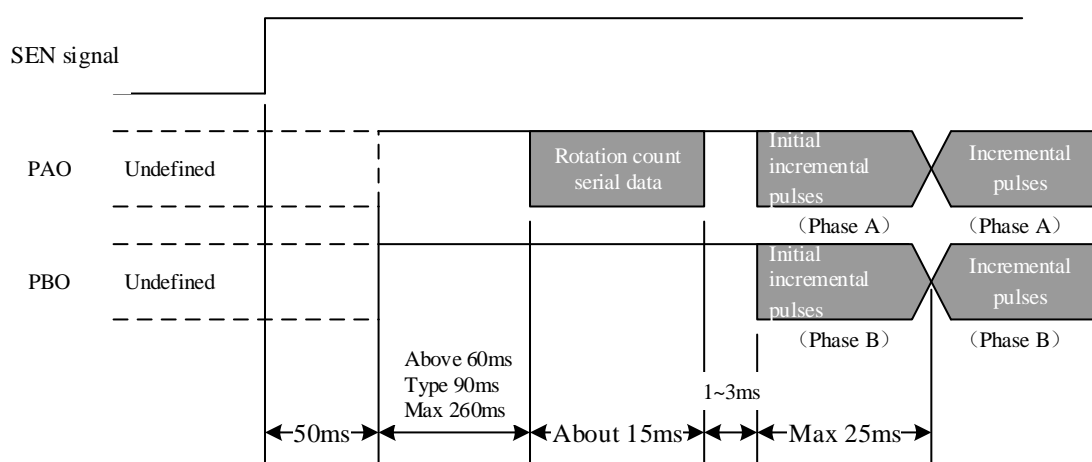 SEN signal
PAO
Undefined
Rotation count
serial data
Initial
incremental
pulses
Incremental
pulses
(Phase A）
（Phase A）
PBO
Undefined
Initial
incremental
pulses
Incremental
pulses
(Phase B）
（Phase B）
Above 60ms
Type 90ms
Max 260ms
1~3ms
50ms
About 15ms
Max 25ms